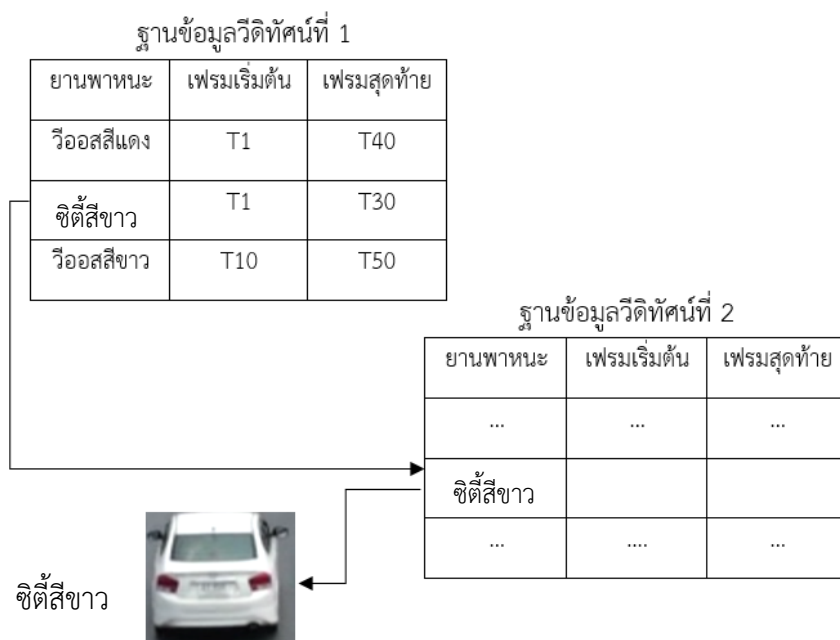 ฐานข้อมูลวีดิทัศน์ที่ 1
ยานพาหนะ เฟรมเริ่มต้น เฟรมสุดท้าย
วีออสสีแดง T1 T40
ซิตี้สีขาว T1 T30
วีออสสีขาว T10 T50
ฐานข้อมูลวีดิทัศน์ที่ 2
ยานพาหนะ เฟรมเริ่มต้น เฟรมสุดท้าย
... ... ...
ซิตี้สีขาว
... .... ...
ซิตี้สีขาว